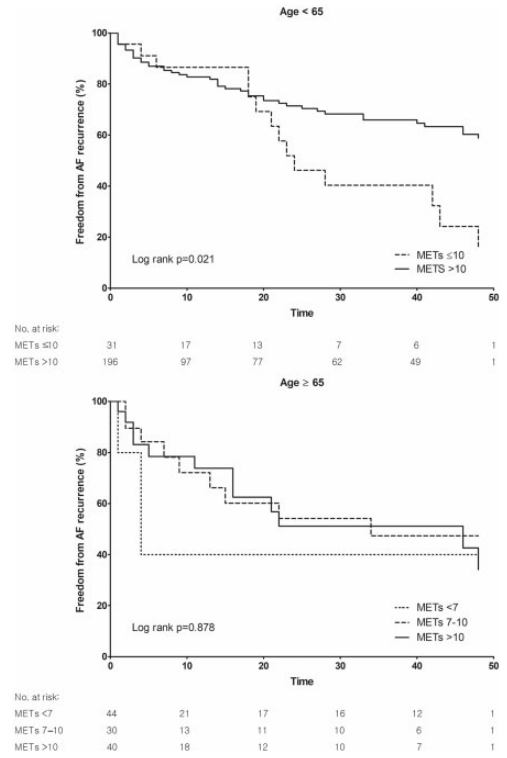 Age < 65
Freedom from AF recurrence (%)
100
80
60
40
20
0
Log rank p=0.021
METs ≤10
METS >10
0 10 20 30 40 50
Time
No. at risk:
METs ≤10 31 17 13 7 6 1
METs >10 196 97 77 62 49 1
Age ≥ 65
Freedom from AF recurrence (%)
100
80
60
40
20
0
Log rank p=0.878
METs <7
METs 7-10
METs >10
0 10 20 30 40 50
Time
No. at risk:
METs <7 44 21 17 16 12 1
METs 7–10 30 13 11 10 6 1
METs >10 40 18 12 10 7 1